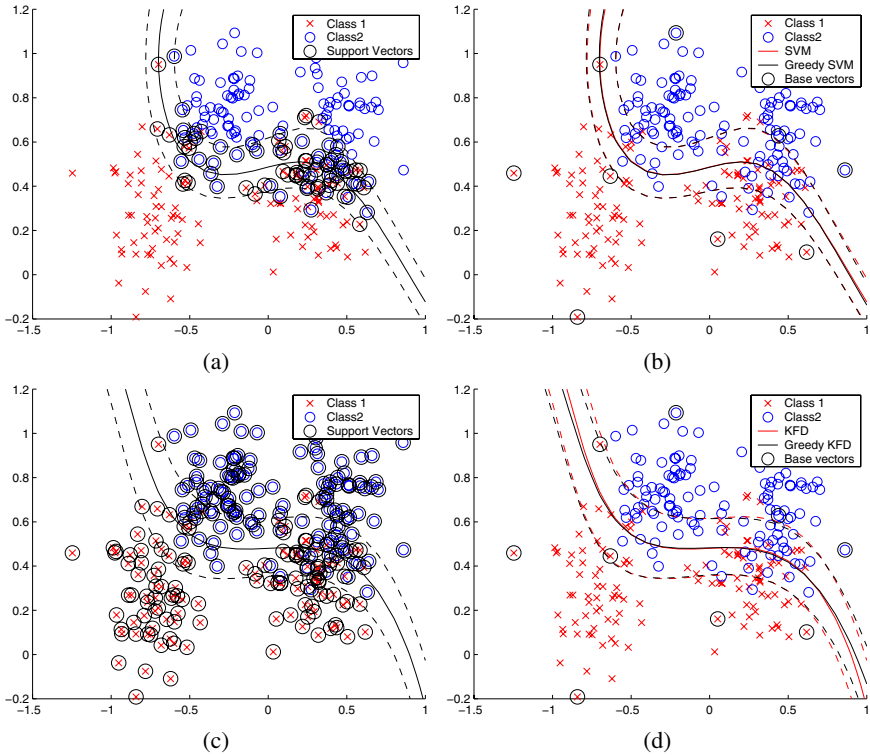 1.2
1
0.8
0.6
0.4
0.2
0
−0.2
−1.5
−1
−0.5
0
0.5
1
Class 1
Class2
Support Vectors
(a)
1.2
1
0.8
0.6
0.4
0.2
0
−0.2
−1.5
−1
−0.5
0
0.5
1
Class 1
Class2
SVM
Greedy SVM
Base vectors
(b)
1.2
1
0.8
0.6
0.4
0.2
0
−0.2
−1.5
−1
−0.5
0
0.5
1
Class 1
Class2
Support Vectors
(c)
1.2
1
0.8
0.6
0.4
0.2
0
−0.2
−1.5
−1
−0.5
0
0.5
1
Class 1
Class2
KFD
Greedy KFD
Base vectors
(d)